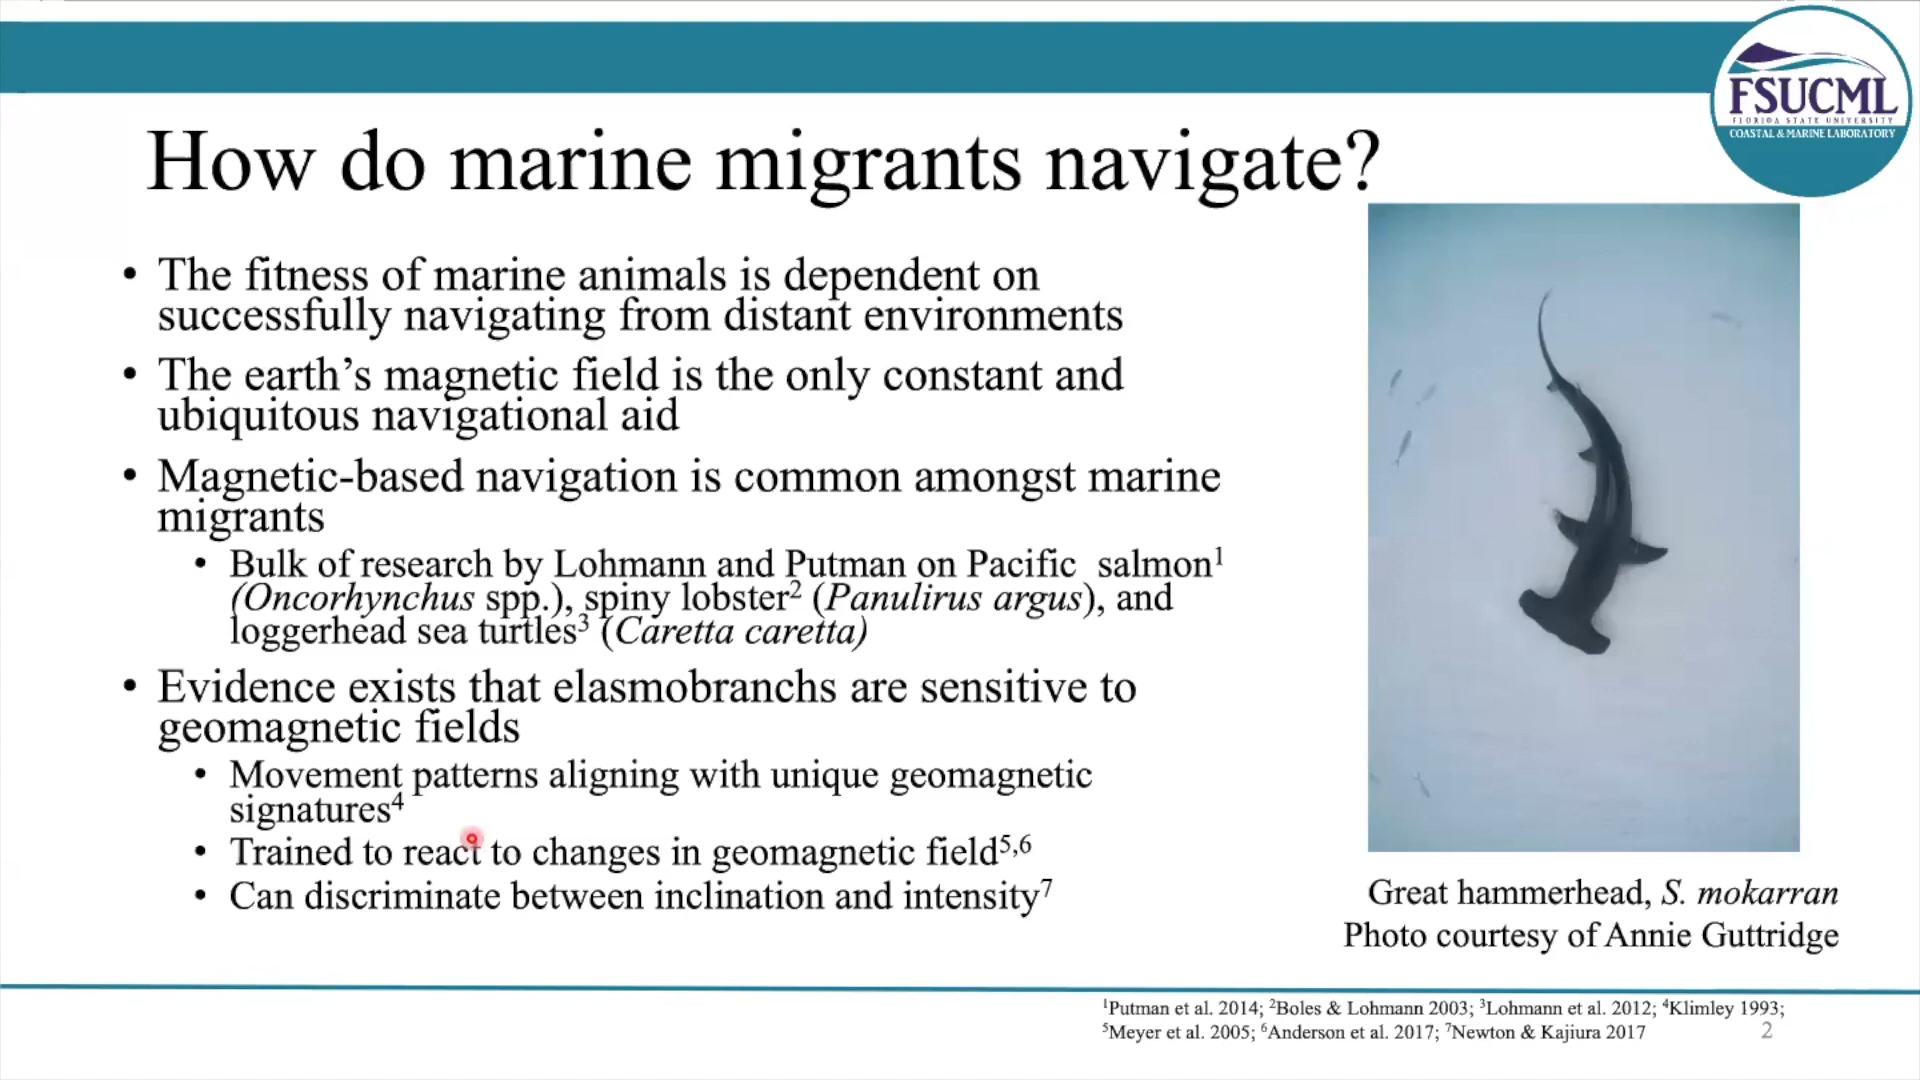 FSUCML
FLORIDA STATE UNIVERSITY
COASTAL & MARINE LABORATORY
How do marine migrants navigate?
• The fitness of marine animals is dependent on
successfully navigating from distant environments
• The earth’s magnetic field is the only constant and
ubiquitous navigational aid
• Magnetic-based navigation is common amongst marine
migrants
• Bulk of research by Lohmann and Putman on Pacific salmon¹
(Oncorhynchus spp.), spiny lobster² (Panulirus argus), and
loggerhead sea turtles³ (Caretta caretta)
• Evidence exists that elasmobranchs are sensitive to
geomagnetic fields
• Movement patterns aligning with unique geomagnetic
signatures⁴
• Trained to react to changes in geomagnetic field⁵,⁶
• Can discriminate between inclination and intensity⁷
Great hammerhead, S. mokarran
Photo courtesy of Annie Guttridge
¹Putman et al. 2014; ²Boles & Lohmann 2003; ³Lohmann et al. 2012; ⁴Klimley 1993;
⁵Meyer et al. 2005; ⁶Anderson et al. 2017; ⁷Newton & Kajiura 2017
2